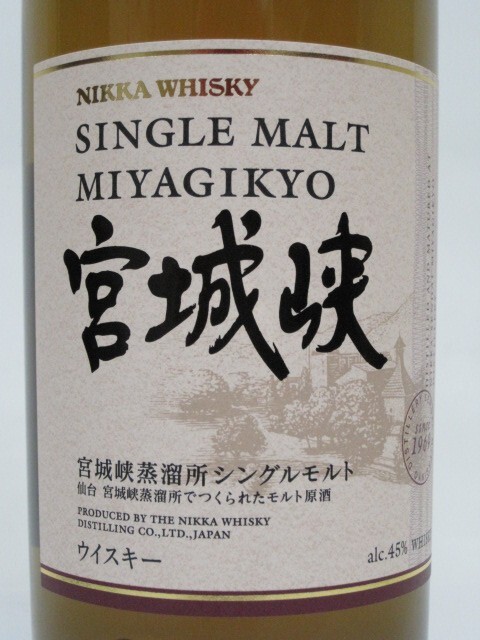 NIKKA WHISKY
SINGLE MALT
MIYAGIKYO
宮城峡
宮城峡蒸溜所シングルモルト
仙台 宮城峡蒸溜所でつくられたモルト原酒
PRODUCED BY THE NIKKA WHISKY
DISTILLING CO.,LTD.,JAPAN
ウイスキー
alc.45%
SINCE